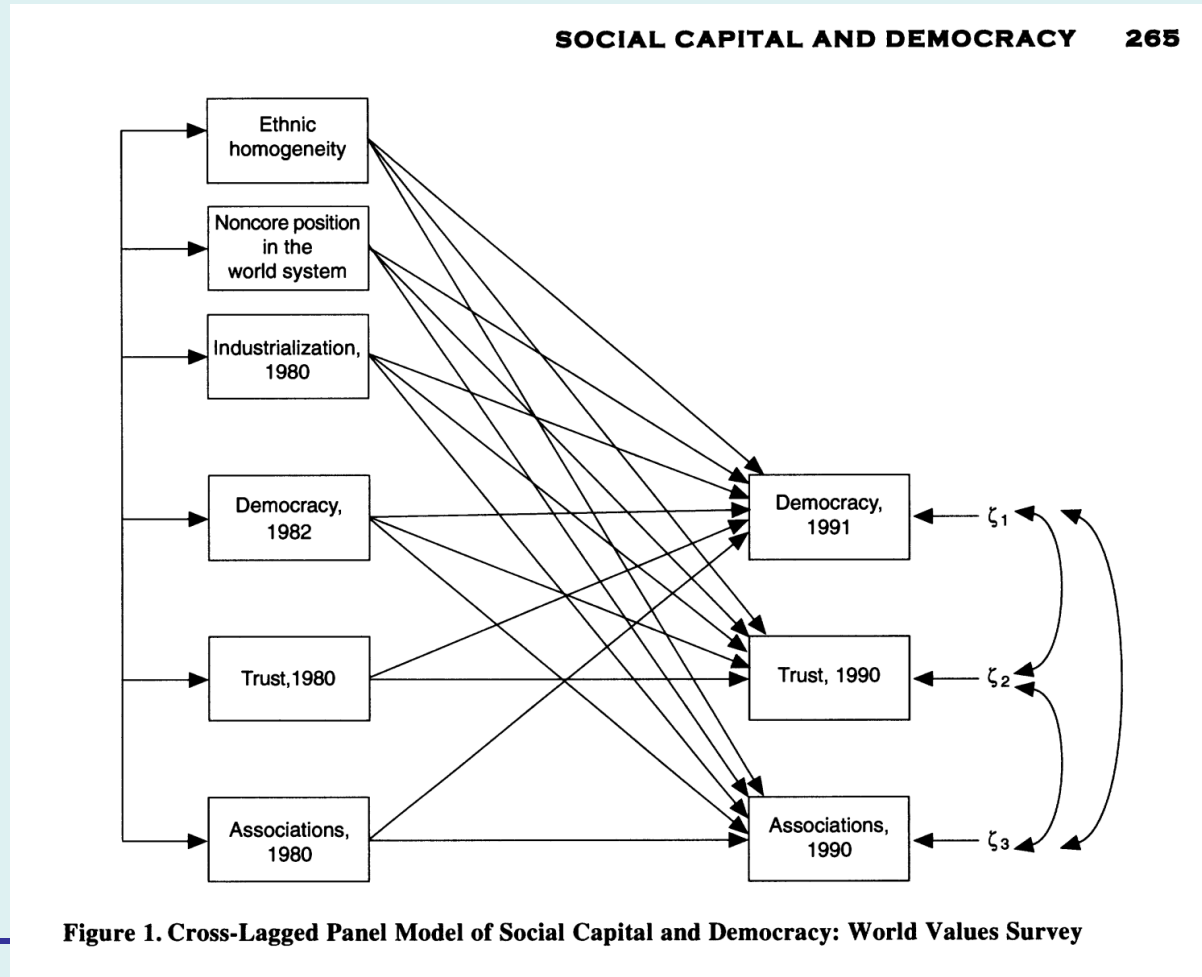 SOCIAL CAPITAL AND DEMOCRACY 265
Ethnic
homogeneity
Noncore position
in the
world system
Industrialization,
1980
Democracy,
1982
Trust,1980
Associations,
1980
Democracy,
1991
ζ1
Trust, 1990
ζ2
Associations,
1990
ζ3
Figure 1. Cross-Lagged Panel Model of Social Capital and Democracy: World Values Survey